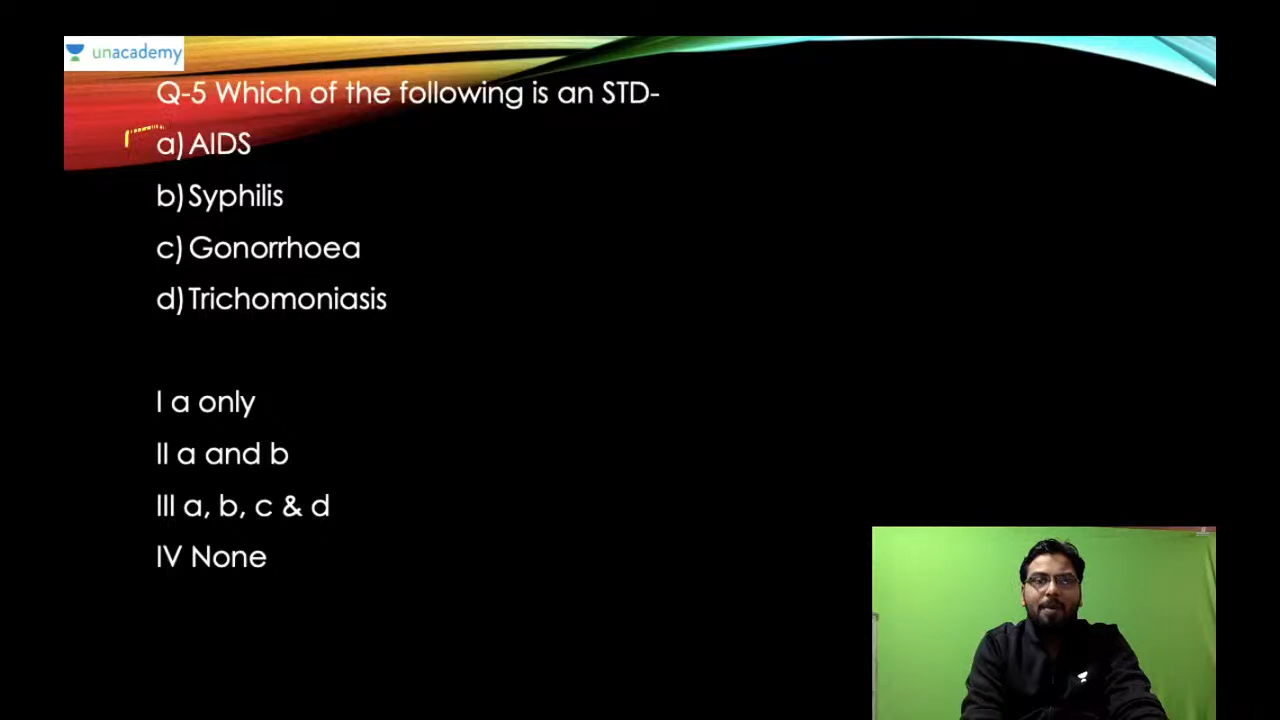 unacademy
Q-5 Which of the following is an STD-
a) AIDS
b) Syphilis
c) Gonorrhoea
d) Trichomoniasis
I a only
II a and b
III a, b, c & d
IV None